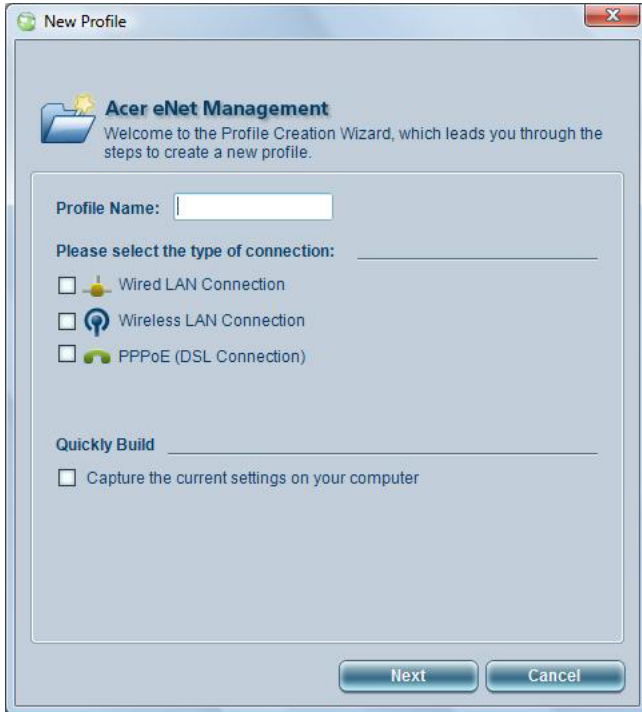 New Profile
Acer eNet Management
Welcome to the Profile Creation Wizard, which leads you through the
steps to create a new profile.
Profile Name:
Please select the type of connection:
Wired LAN Connection
Wireless LAN Connection
PPPoE (DSL Connection)
Quickly Build
Capture the current settings on your computer
Next
Cancel